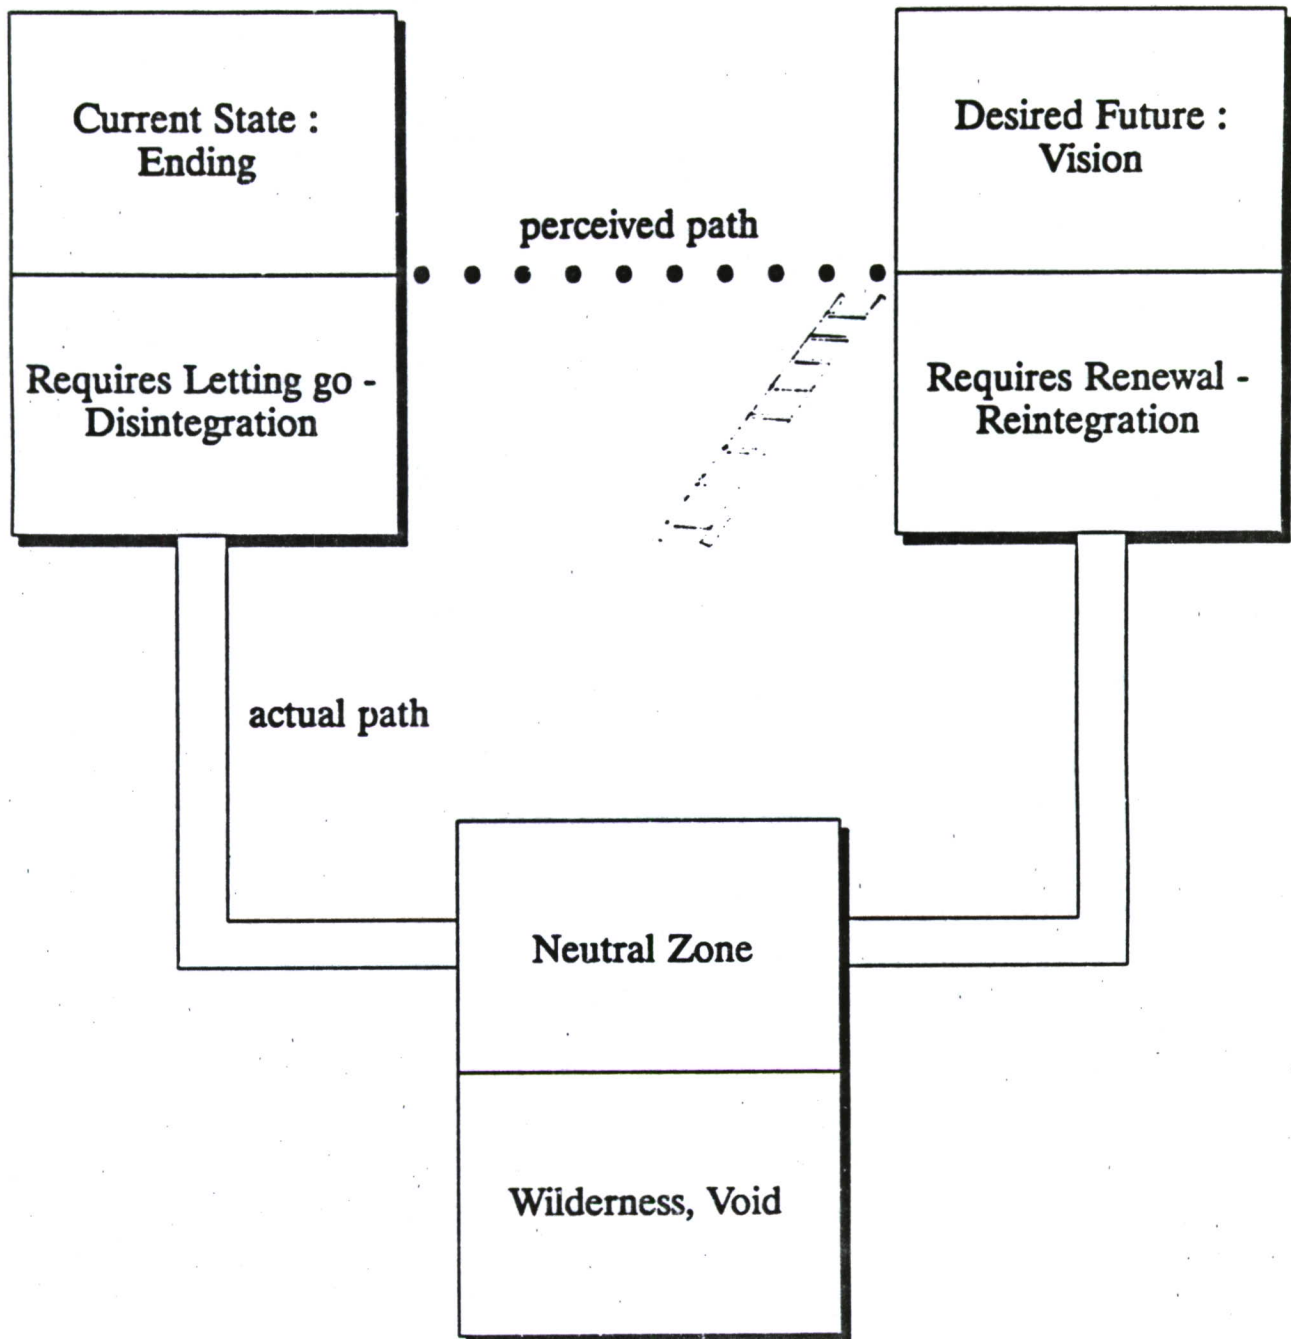 Current State :
Ending
Requires Letting go -
Disintegration
perceived path
Desired Future :
Vision
Requires Renewal -
Reintegration
actual path
Neutral Zone
Wilderness, Void